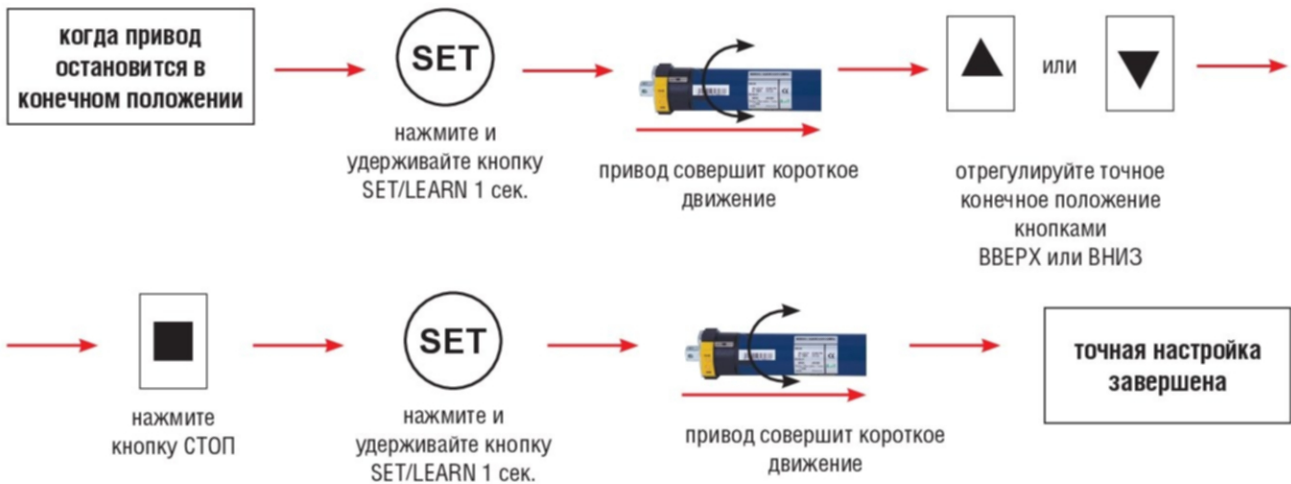 когда привод
остановится в
конечном положении
SET
нажмите и
удерживайте кнопку
SET/LEARN 1 сек.
привод совершит короткое
движение
или
отрегулируйте точное
конечное положение
кнопками
ВВЕРХ или ВНИЗ
нажмите
кнопку СТОП
SET
нажмите и
удерживайте кнопку
SET/LEARN 1 сек.
привод совершит короткое
движение
точная настройка
завершена